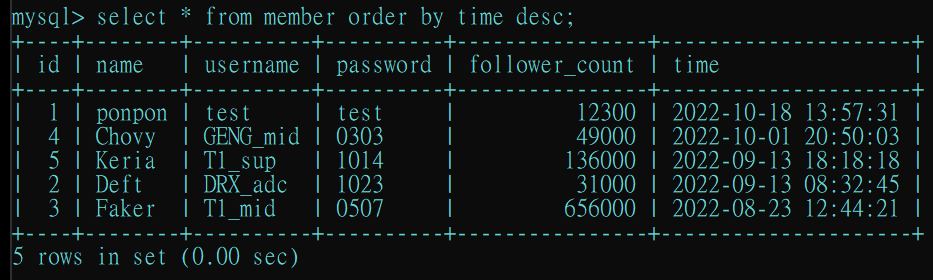 mysql> select * from member order by time desc;
+----+--------+----------+----------+----------------+---------------------+
| id | name   | username | password | follower_count | time                |
+----+--------+----------+----------+----------------+---------------------+
|  1 | ponpon | test     | test     |          12300 | 2022-10-18 13:57:31 |
|  4 | Chovy  | GENG_mid | 0303     |          49000 | 2022-10-01 20:50:03 |
|  5 | Keria  | T1_sup   | 1014     |         136000 | 2022-09-13 18:18:18 |
|  2 | Deft   | DRX_adc  | 1023     |          31000 | 2022-09-13 08:32:45 |
|  3 | Faker  | T1_mid   | 0507     |         656000 | 2022-08-23 12:44:21 |
+----+--------+----------+----------+----------------+---------------------+
5 rows in set (0.00 sec)